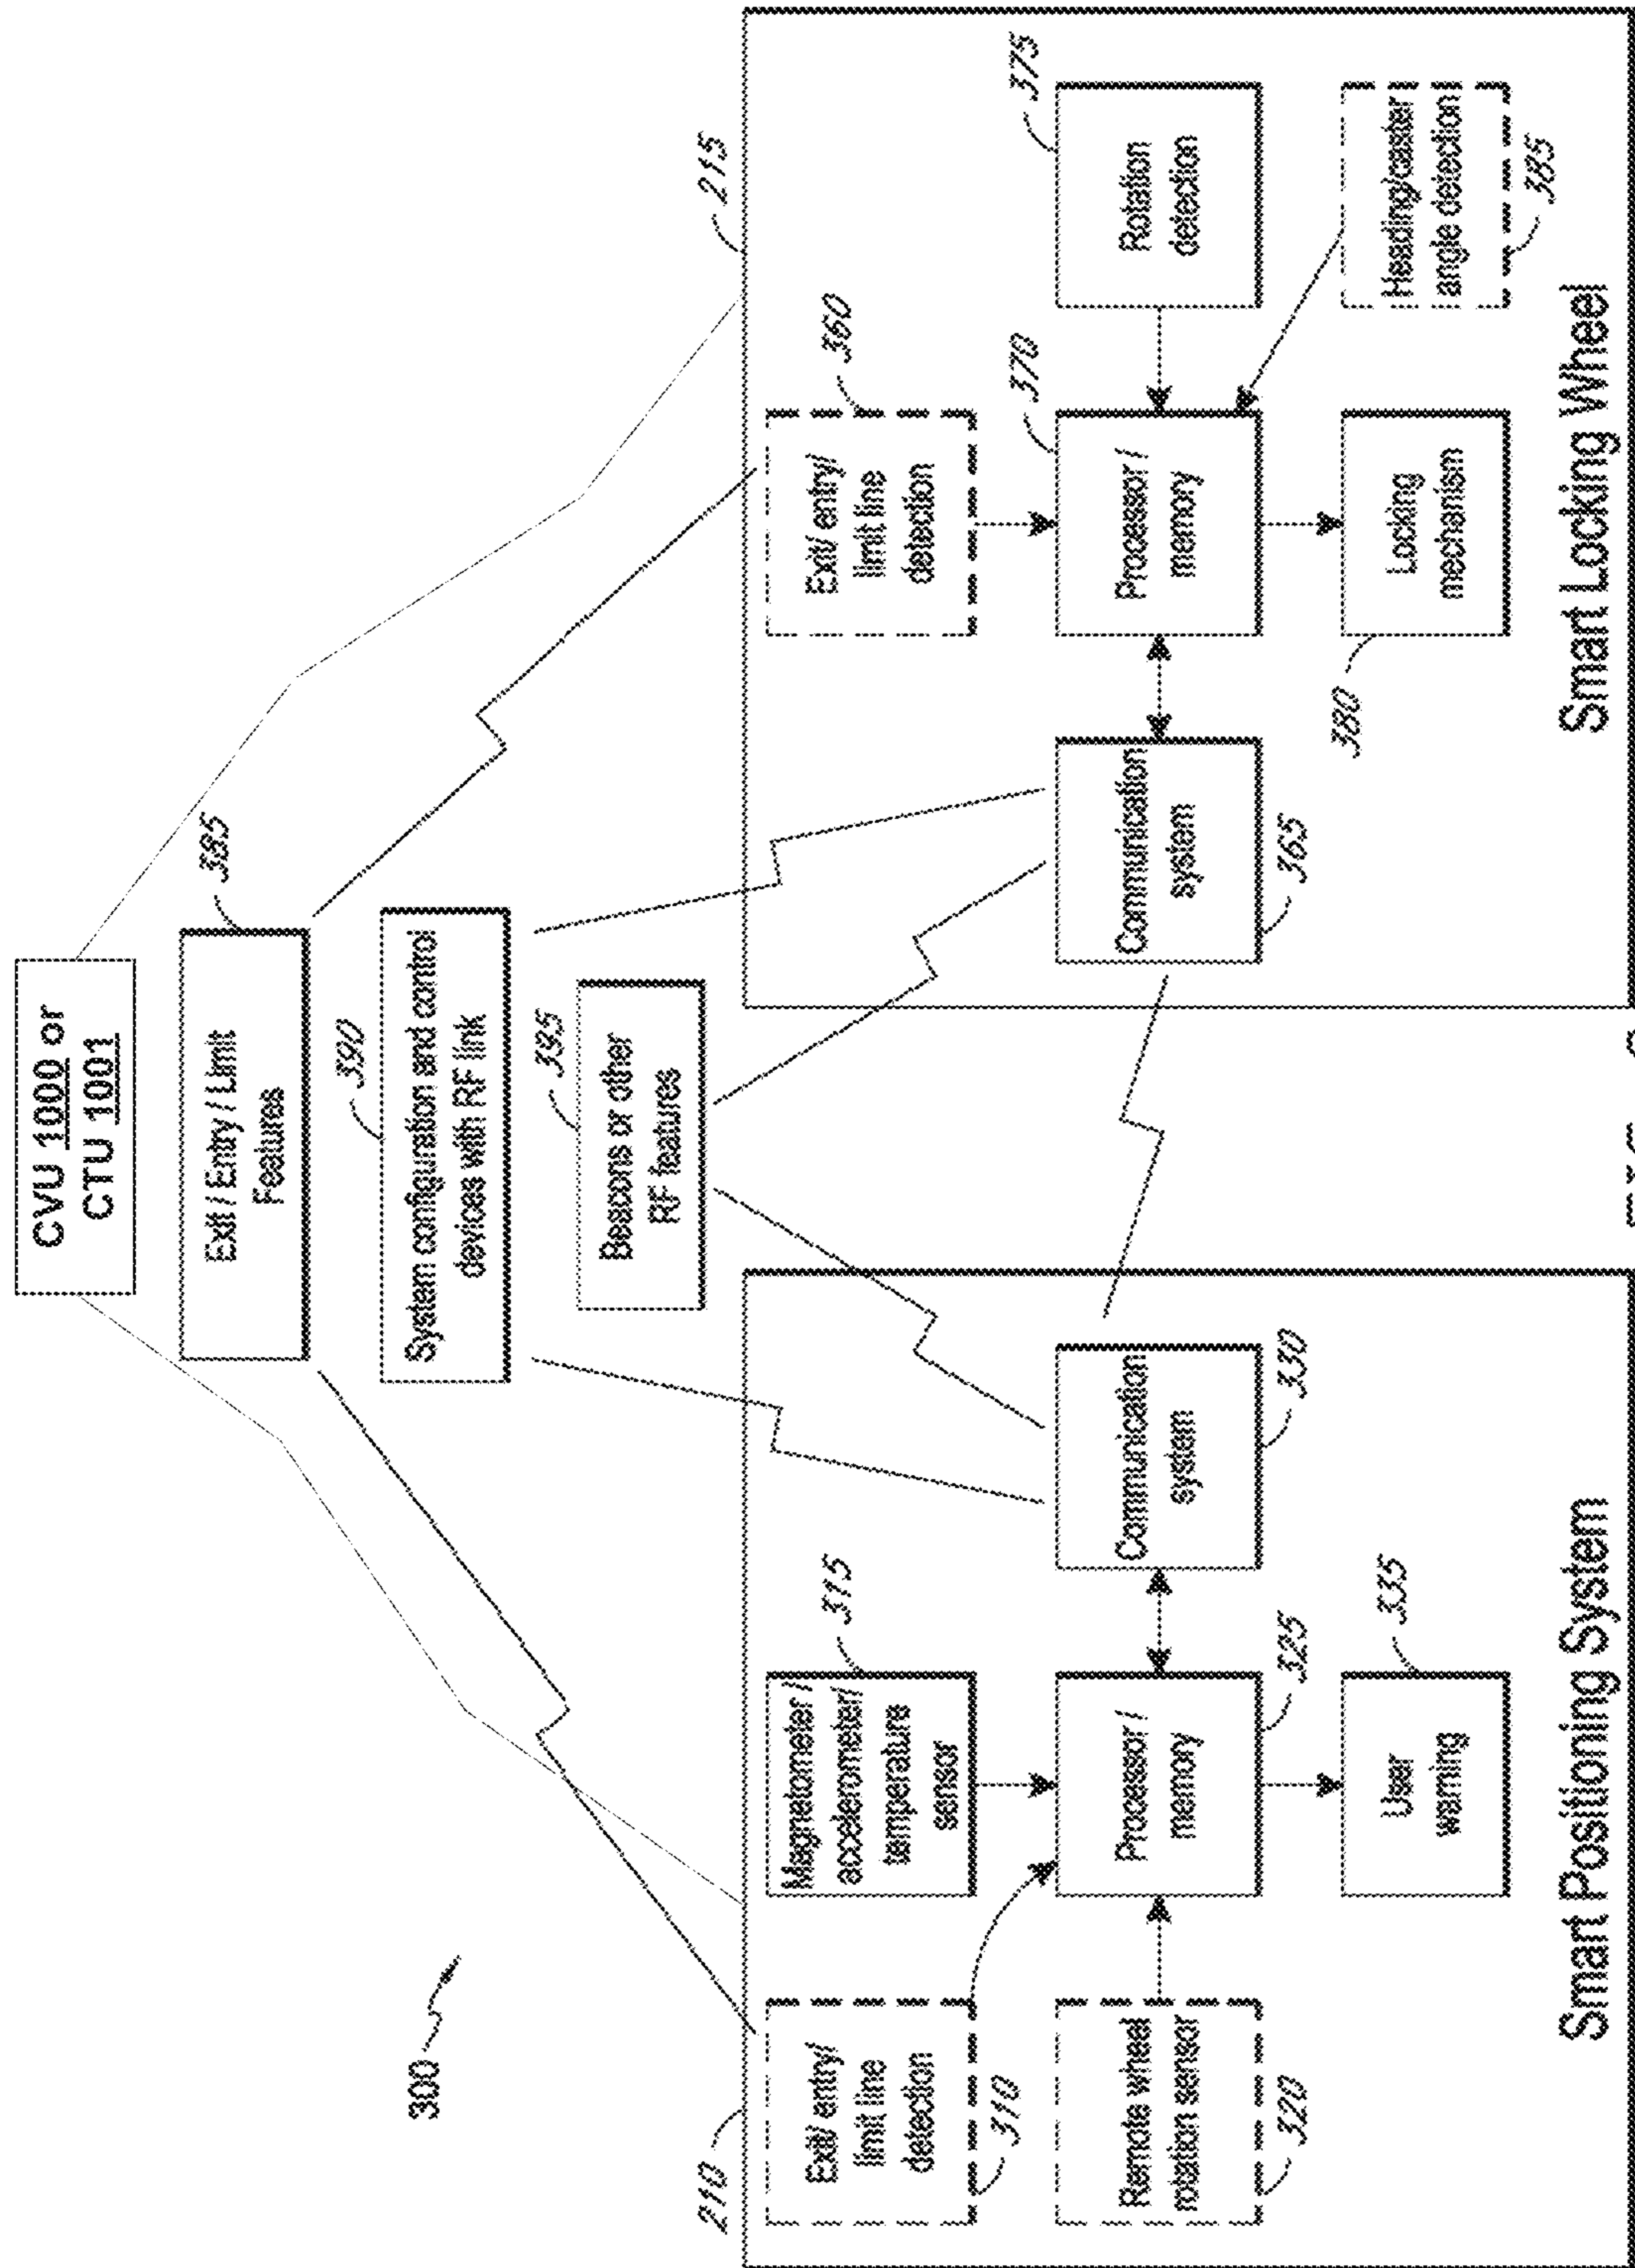 300
CVU 1000 or
CTU 1001
385
Exit / Entry / Limit
Features
390
System configuration and control
devices with RF link
395
Beacons or other
RF features
210
Exit/ entry/
limit line
detection
310
Magnetometer /
accelerometer/
temperature
sensor
315
Remote wheel
rotation sensor
320
Processor /
memory
325
Communication
system
330
User
warning
335
Smart Positioning System
215
Exit/ entry/
limit line
detection
360
Communication
system
365
Processor /
memory
370
Rotation
detection
375
Locking
mechanism
380
Heading/caster
angle detection
385
Smart Locking Wheel